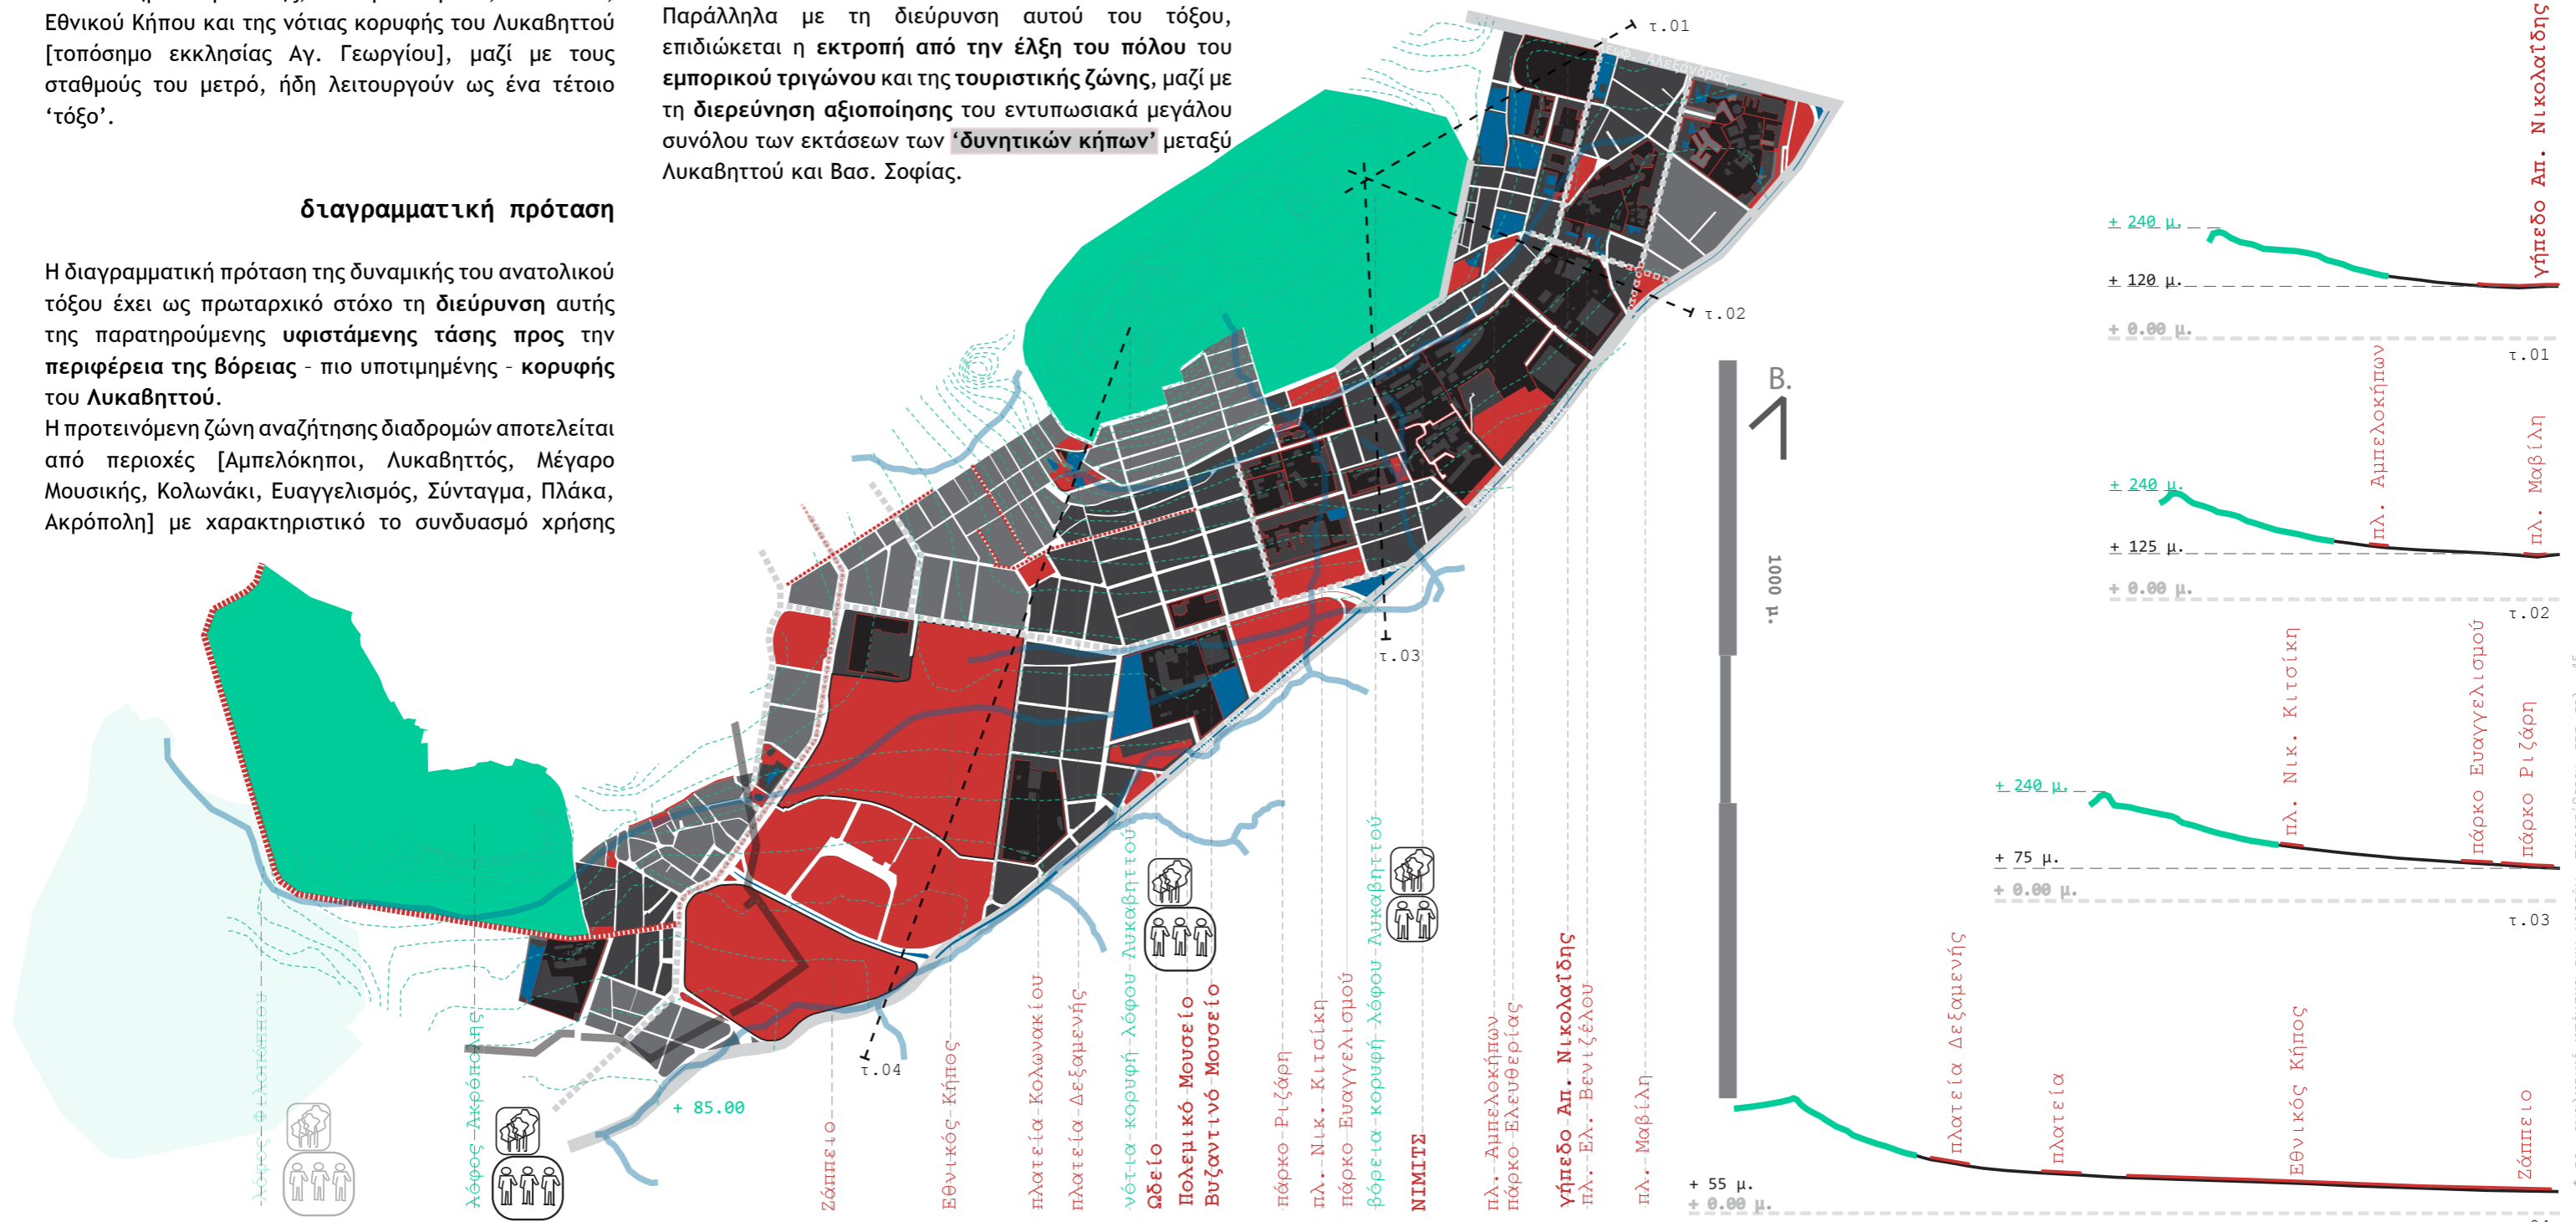 Εθνικού Κήπου και της νότιας κορυφής του Λυκαβηττού
[τοπόσημο εκκλησίας Αγ. Γεωργίου], μαζί με τους
σταθμούς του μετρό, ήδη λειτουργούν ως ένα τέτοιο
‘τόξο’.
διαγραμματική πρόταση
Η διαγραμματική πρόταση της δυναμικής του ανατολικού
τόξου έχει ως πρωταρχικό στόχο τη διεύρυνση αυτής
της παρατηρούμενης υφιστάμενης τάσης προς την
περιφέρεια της βόρειας - πιο υποτιμημένης - κορυφής
του Λυκαβηττού.
Η προτεινόμενη ζώνη αναζήτησης διαδρομών αποτελείται
από περιοχές [Αμπελόκηποι, Λυκαβηττός, Μέγαρο
Μουσικής, Κολωνάκι, Ευαγγελισμός, Σύνταγμα, Πλάκα,
Ακρόπολη] με χαρακτηριστικό το συνδυασμό χρήσης
Παράλληλα με τη διεύρυνση αυτού του τόξου,
επιδιώκεται η εκτροπή από την έλξη του πόλου του
εμπορικού τριγώνου και της τουριστικής ζώνης, μαζί με
τη διερεύνηση αξιοποίησης του εντυπωσιακά μεγάλου
συνόλου των εκτάσεων των ‘δυνητικών κήπων’ μεταξύ
Λυκαβηττού και Βασ. Σοφίας.
τ.01
Αλεξάνδρας
τ.02
τ.03
τ.04
Β.
1000 μ.
+ 85.00
λόφος Φιλοπάππου
λόφος Ακρόπολης
Ζάππειο
Εθνικός Κήπος
πλατεία Κολωνακίου
πλατεία Δεξαμενής
νότια κορυφή λόφου Λυκαβηττού
Ωδείο
Πολεμικό Μουσείο
Βυζαντινό Μουσείο
πάρκο Ριζάρη
πλ. Νικ. Κιτσίκη
πάρκο Ευαγγελισμού
βόρεια κορυφή λόφου Λυκαβηττού
ΝΙΜΙΤΣ
πλ. Αμπελοκήπων
πάρκο Ελευθερίας
γήπεδο Απ. Νικολαΐδης
πλ. Ελ. Βενιζέλου
πλ. Μαβίλη
γήπεδο Απ. Νικολαΐδης
+ 240 μ.
+ 120 μ.
+ 0.00 μ.
τ.01
πλ. Αμπελοκήπων
πλ. Μαβίλη
+ 240 μ.
+ 125 μ.
+ 0.00 μ.
τ.02
πλ. Νικ. Κιτσίκη
πάρκο Ευαγγελισμού
πάρκο Ριζάρη
+ 240 μ.
+ 75 μ.
+ 0.00 μ.
τ.03
πλατεία Δεξαμενής
πλατεία
Εθνικός Κήπος
Ζάππειο
+ 55 μ.
+ 0.00 μ.